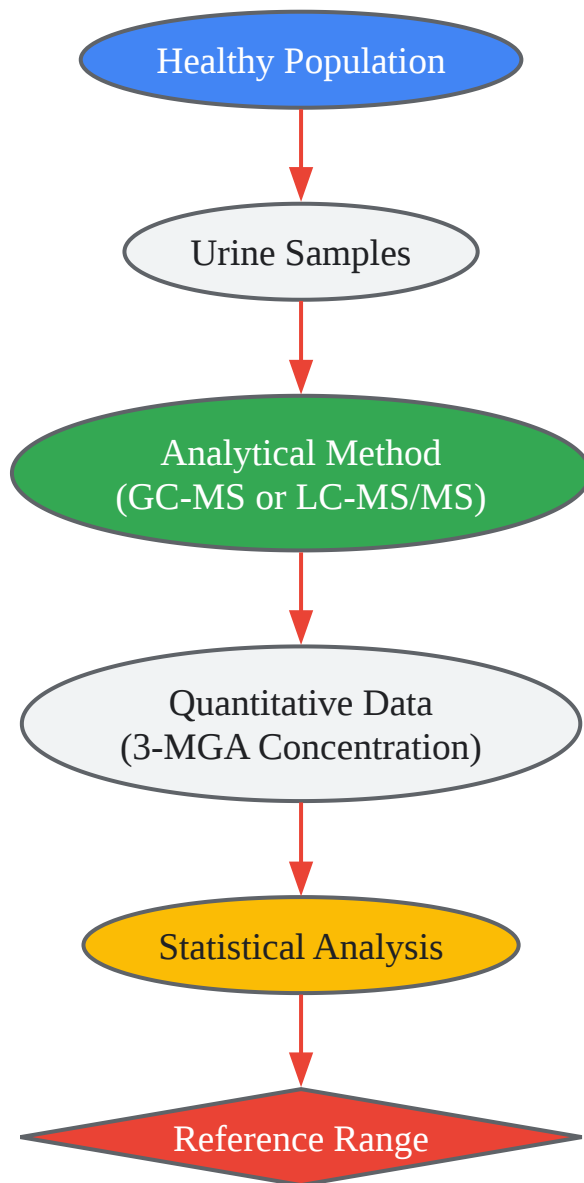 Healthy Population
Urine Samples
Analytical Method
(GC-MS or LC-MS/MS)
Quantitative Data
(3-MGA Concentration)
Statistical Analysis
Reference Range